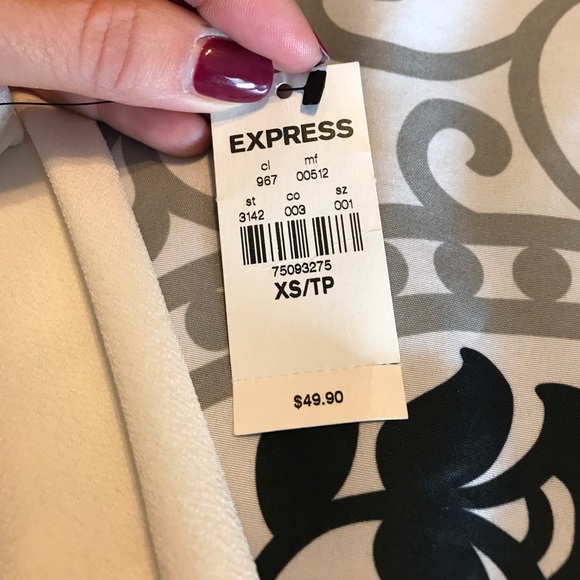 EXPRESS
cl mf
967 00512
st co sz
3142 003 001
75093275
XS/TP
$49.90